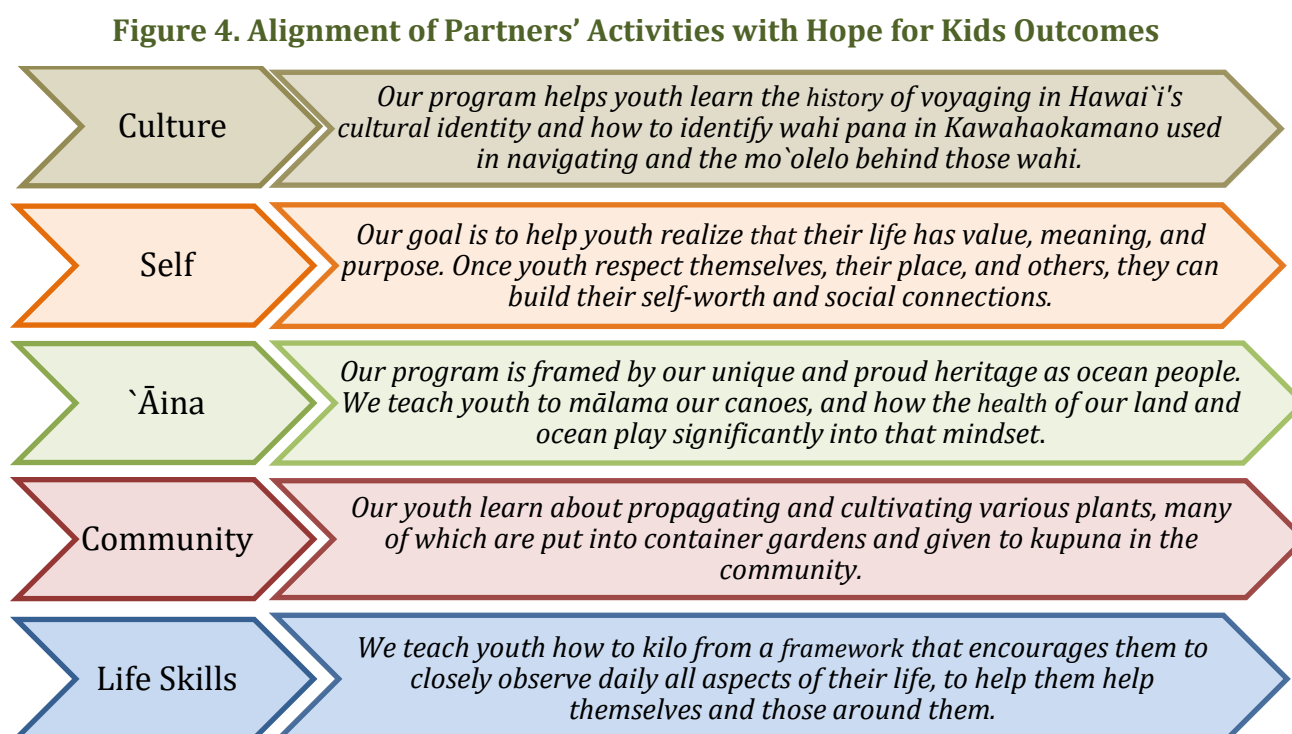 Figure 4. Alignment of Partners’ Activities with Hope for Kids Outcomes
Culture
Our program helps youth learn the history of voyaging in Hawai`i's
cultural identity and how to identify wahi pana in Kawahaokamano used
in navigating and the mo`olelo behind those wahi.
Self
Our goal is to help youth realize that their life has value, meaning, and
purpose. Once youth respect themselves, their place, and others, they can
build their self-worth and social connections.
`Āina
Our program is framed by our unique and proud heritage as ocean people.
We teach youth to mālama our canoes, and how the health of our land and
ocean play significantly into that mindset.
Community
Our youth learn about propagating and cultivating various plants, many
of which are put into container gardens and given to kupuna in the
community.
Life Skills
We teach youth how to kilo from a framework that encourages them to
closely observe daily all aspects of their life, to help them help
themselves and those around them.